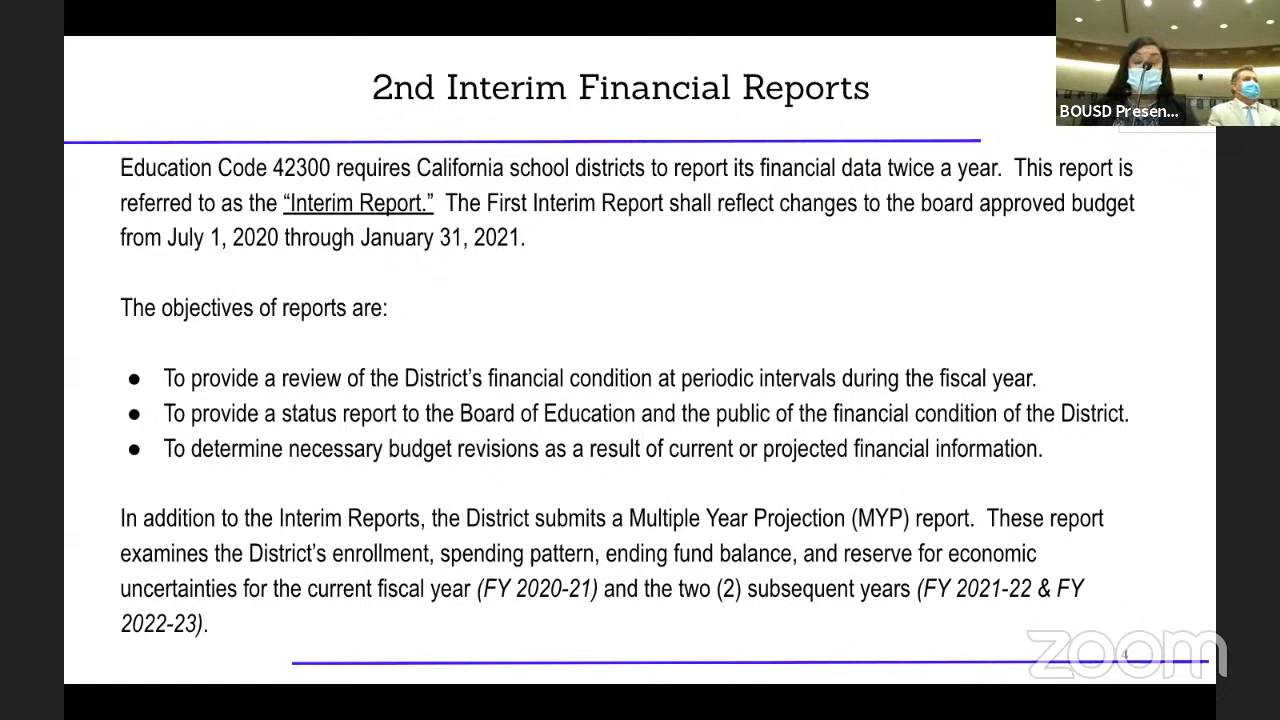 2nd Interim Financial Reports
BOUSD Presen...
Education Code 42300 requires California school districts to report its financial data twice a year.  This report is
referred to as the “Interim Report.”  The First Interim Report shall reflect changes to the board approved budget
from July 1, 2020 through January 31, 2021.
The objectives of reports are:
● To provide a review of the District’s financial condition at periodic intervals during the fiscal year.
● To provide a status report to the Board of Education and the public of the financial condition of the District.
● To determine necessary budget revisions as a result of current or projected financial information.
In addition to the Interim Reports, the District submits a Multiple Year Projection (MYP) report.  These report
examines the District’s enrollment, spending pattern, ending fund balance, and reserve for economic
uncertainties for the current fiscal year (FY 2020-21) and the two (2) subsequent years (FY 2021-22 & FY
2022-23).
4
zoom